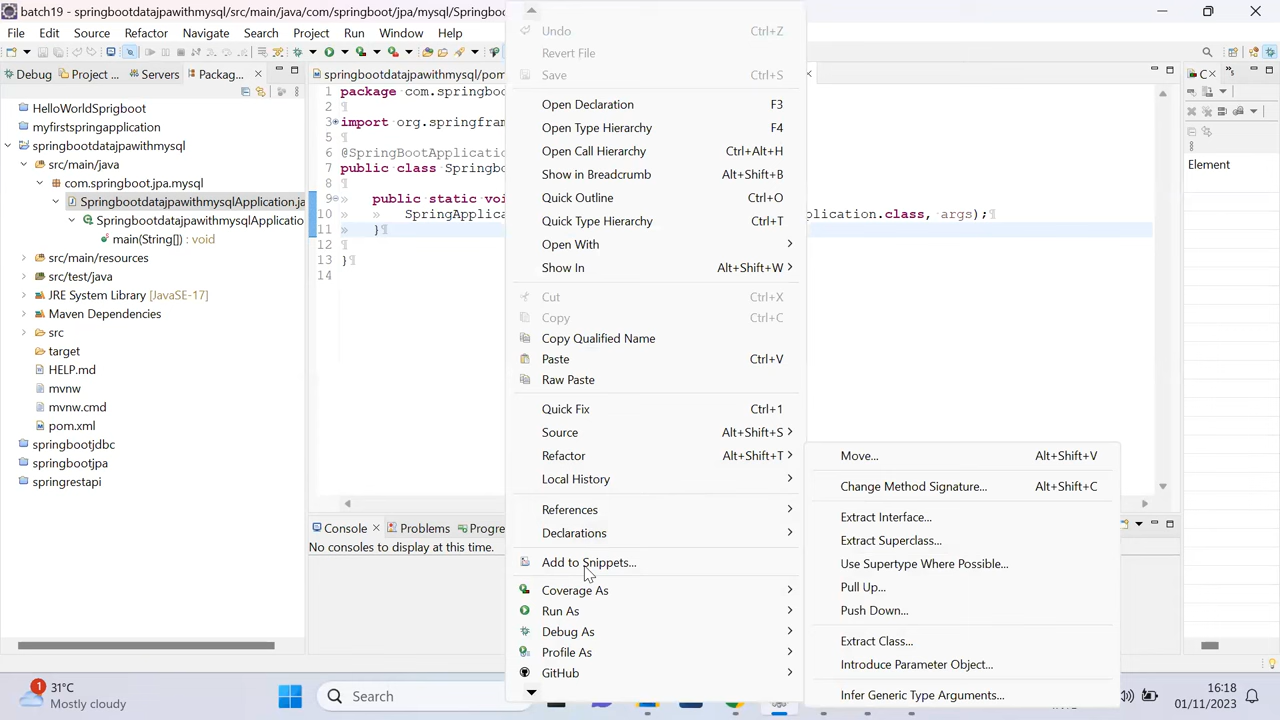 batch19 - springbootdatajpawithmysql/src/main/java/com/springboot/jpa/mysql/Springboo
File Edit Source Refactor Navigate Search Project Run Window Help
Debug Project ... Servers Packag...
springbootdatajpawithmysql/pom
HelloWorldSprigboot
myfirstspringapplication
springbootdatajpawithmysql
src/main/java
com.springboot.jpa.mysql
SpringbootdatajpawithmysqlApplication.ja
SpringbootdatajpawithmysqlApplicatio
main(String[]) : void
src/main/resources
src/test/java
JRE System Library [JavaSE-17]
Maven Dependencies
src
target
HELP.md
mvnw
mvnw.cmd
pom.xml
springbootjdbc
springbootjpa
springrestapi
1 package com.springbo
2
3 import org.springfram
5
6 @SpringBootApplicatio
7 public class Springbo
8
9 public static voi
10 SpringApplica
plication.class, args);
11 }
12
13 }
14
Undo Ctrl+Z
Revert File
Save Ctrl+S
Open Declaration F3
Open Type Hierarchy F4
Open Call Hierarchy Ctrl+Alt+H
Show in Breadcrumb Alt+Shift+B
Quick Outline Ctrl+O
Quick Type Hierarchy Ctrl+T
Open With
Show In Alt+Shift+W
Cut Ctrl+X
Copy Ctrl+C
Copy Qualified Name
Paste Ctrl+V
Raw Paste
Quick Fix Ctrl+1
Source Alt+Shift+S
Refactor Alt+Shift+T
Local History
References
Declarations
Add to Snippets...
Coverage As
Run As
Debug As
Profile As
GitHub
Move... Alt+Shift+V
Change Method Signature... Alt+Shift+C
Extract Interface...
Extract Superclass...
Use Supertype Where Possible...
Pull Up...
Push Down...
Extract Class...
Introduce Parameter Object...
Infer Generic Type Arguments...
C
Element
Console Problems Progre
No consoles to display at this time.
1
31°C
Mostly cloudy
Search
16:18
01/11/2023